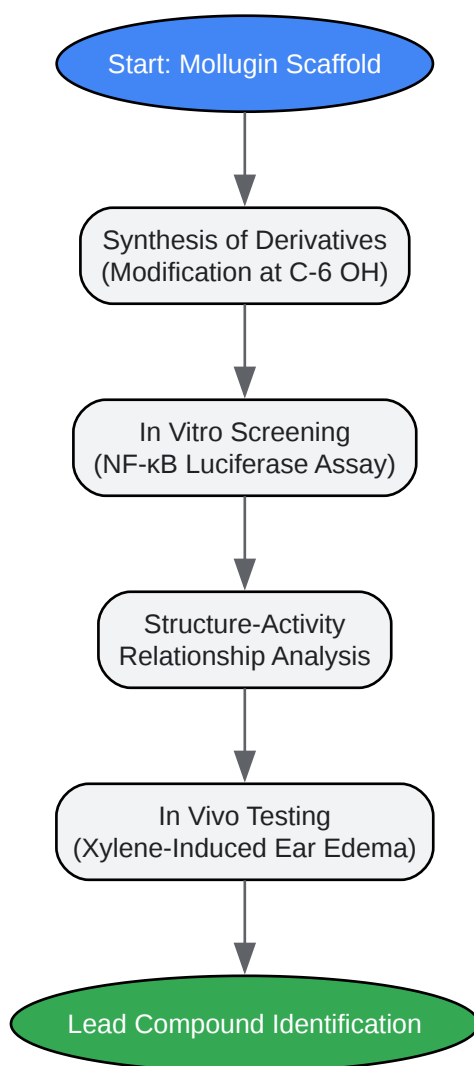 Start: Mollugin Scaffold
Synthesis of Derivatives
(Modification at C-6 OH)
In Vitro Screening
(NF-κB Luciferase Assay)
Structure-Activity
Relationship Analysis
In Vivo Testing
(Xylene-Induced Ear Edema)
Lead Compound Identification